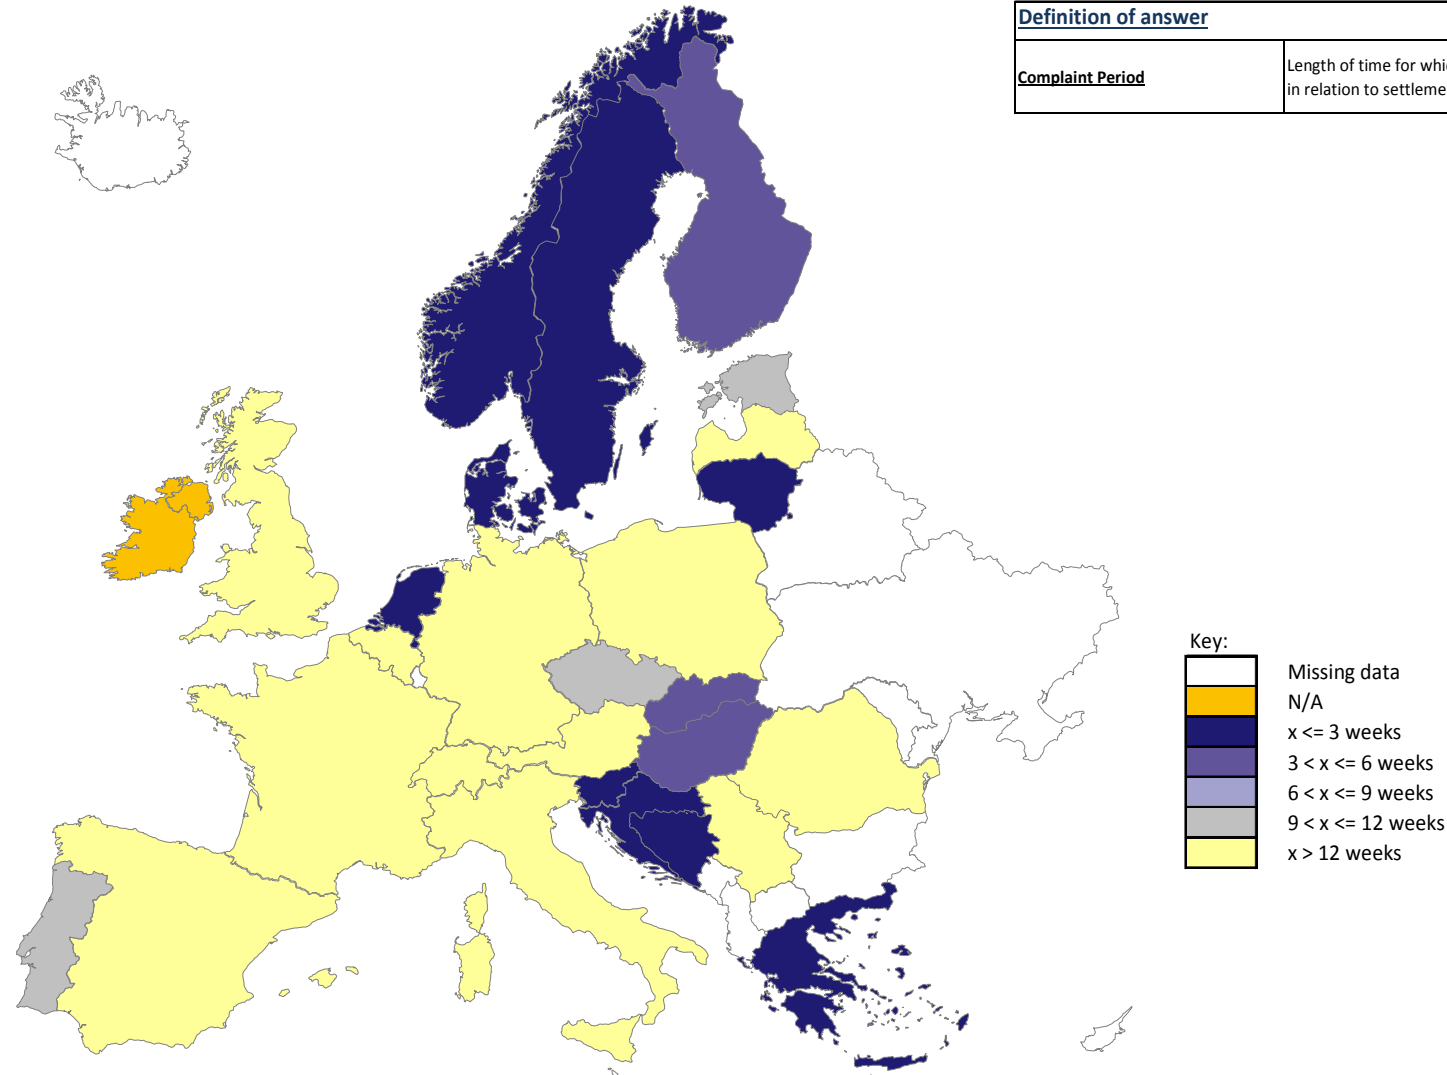 Definition of answer
Complaint Period
Length of time for which
in relation to settleme
Key:
Missing data
N/A
x <= 3 weeks
3 < x <= 6 weeks
6 < x <= 9 weeks
9 < x <= 12 weeks
x > 12 weeks